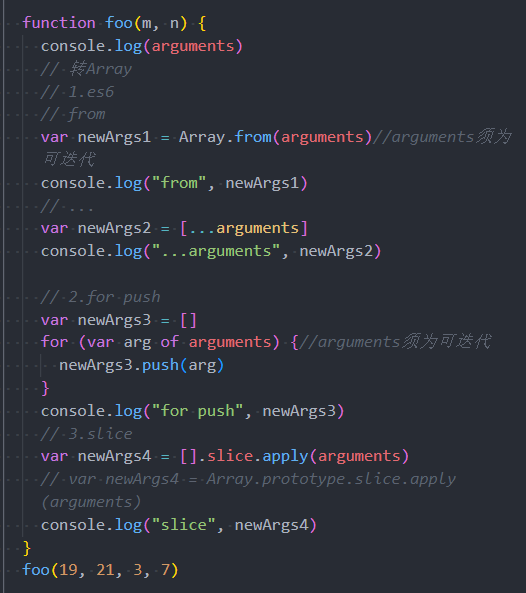 function foo(m, n) {
console.log(arguments)
// 转Array
// 1.es6
// from
var newArgs1 = Array.from(arguments)//arguments须为
可迭代
console.log("from", newArgs1)
// ...
var newArgs2 = [...arguments]
console.log("...arguments", newArgs2)
// 2.for push
var newArgs3 = []
for (var arg of arguments) {//arguments须为可迭代
newArgs3.push(arg)
}
console.log("for push", newArgs3)
// 3.slice
var newArgs4 = [].slice.apply(arguments)
// var newArgs4 = Array.prototype.slice.apply
(arguments)
console.log("slice", newArgs4)
}
foo(19, 21, 3, 7)